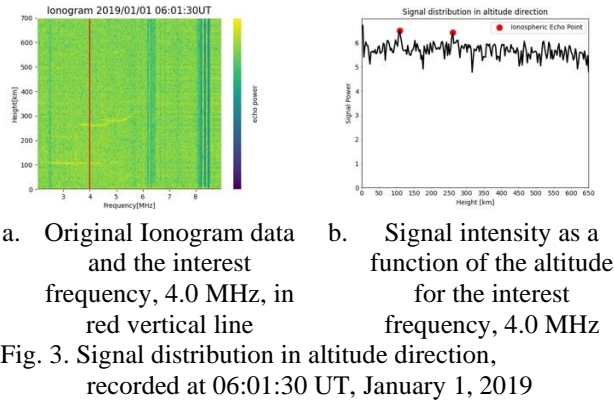 Ionogram 2019/01/01 06:01:30UT
700
600
500
400
300
200
100
0
Height[km]
3 4 5 6 7 8
Frequency[MHz]
echo power
Signal distribution in altitude direction
Ionospheric Echo Point
6
5
4
3
2
1
0
Signal Power
0 50 100 150 200 250 300 350 400 450 500 550 600 650
Height [km]
a. Original Ionogram data
and the interest
frequency, 4.0 MHz, in
red vertical line
b. Signal intensity as a
function of the altitude
for the interest
frequency, 4.0 MHz
Fig. 3. Signal distribution in altitude direction,
recorded at 06:01:30 UT, January 1, 2019